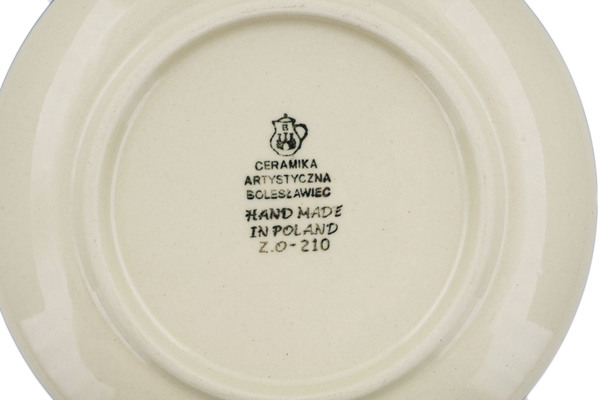 B
CERAMIKA
ARTYSTYCZNA
BOLESŁAWIEC
HAND MADE
IN POLAND
Z.O-210